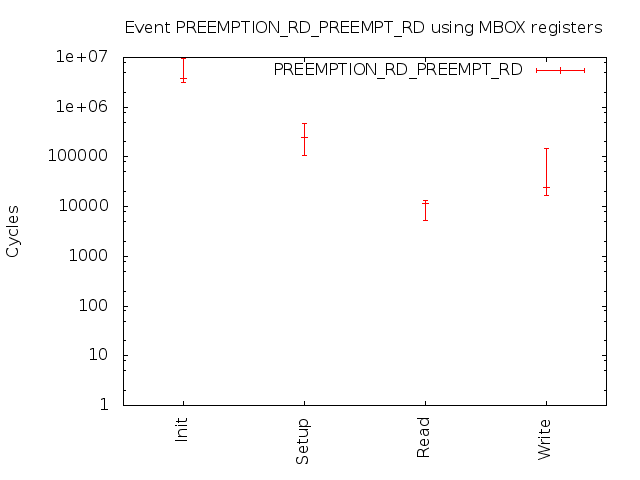 Event PREEMPTION_RD_PREEMPT_RD using MBOX registers
PREEMPTION_RD_PREEMPT_RD
1e+07
1e+06
100000
10000
1000
100
10
1
Cycles
Init
Setup
Read
Write